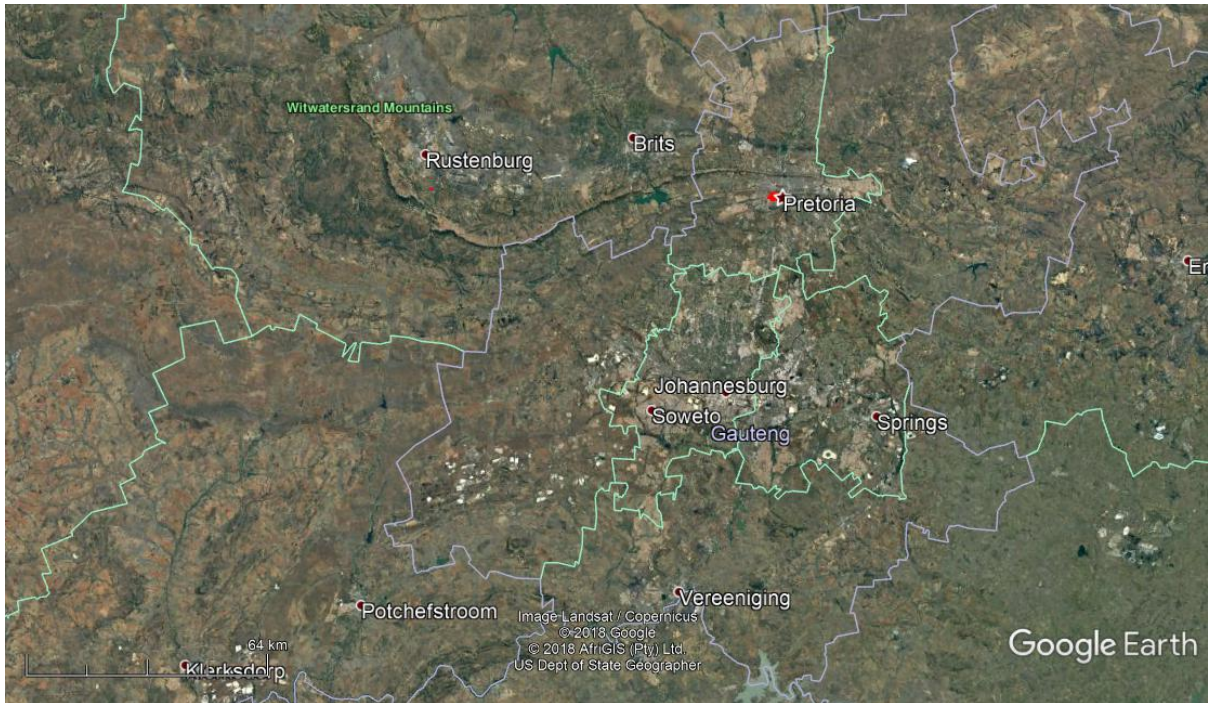 Witwatersrand Mountains
Brits
Rustenburg
Pretoria
Er
Johannesburg
Soweto
Springs
Gauteng
Potchefstroom
Vereeniging
Image Landsat / Copernicus
© 2018 Google
© 2018 AfriGIS (Pty) Ltd.
US Dept of State Geographer
Google Earth
64 km
Klerksdorp